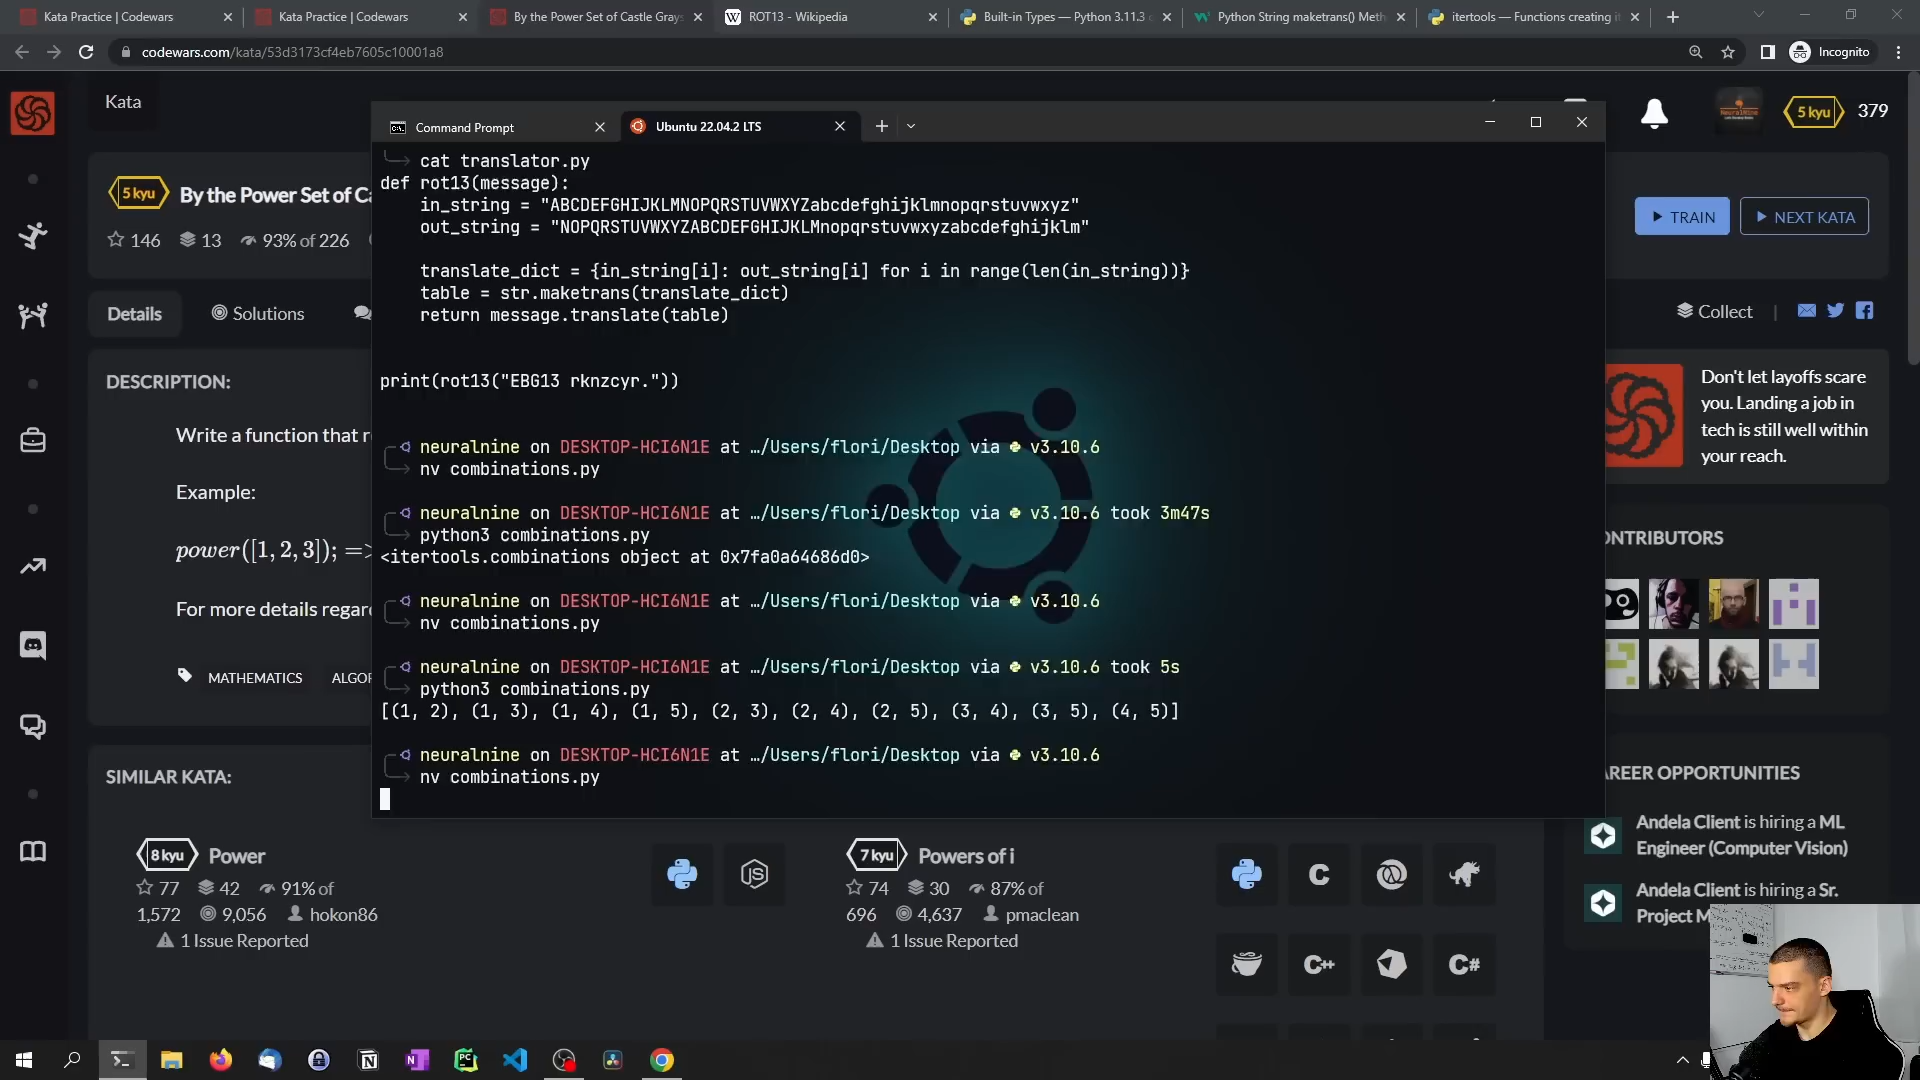 Kata Practice | Codewars
Kata Practice | Codewars
By the Power Set of Castle Grays
ROT13 - Wikipedia
Built-in Types — Python 3.11.3
Python String maketrans() Meth
itertools — Functions creating it
codewars.com/kata/53d3173cf4eb7605c10001a8
Incognito
Kata
Command Prompt
Ubuntu 22.04.2 LTS
5 kyu
379
5 kyu By the Power Set of Ca
146 13 93% of 226
TRAIN
NEXT KATA
Details
Solutions
Collect
DESCRIPTION:
Write a function that r
Example:
power([1, 2, 3]); =>
For more details regar
MATHEMATICS ALGOR
cat translator.py
def rot13(message):
in_string = "ABCDEFGHIJKLMNOPQRSTUVWXYZabcdefghijklmnopqrstuvwxyz"
out_string = "NOPQRSTUVWXYZABCDEFGHIJKLMnopqrstuvwxyzabcdefghijklm"
translate_dict = {in_string[i]: out_string[i] for i in range(len(in_string))}
table = str.maketrans(translate_dict)
return message.translate(table)
print(rot13("EBG13 rknzcyr."))
neuralnine on DESKTOP-HCI6N1E at …/Users/flori/Desktop via v3.10.6
nv combinations.py
neuralnine on DESKTOP-HCI6N1E at …/Users/flori/Desktop via v3.10.6 took 3m47s
python3 combinations.py
<itertools.combinations object at 0x7fa0a64686d0>
neuralnine on DESKTOP-HCI6N1E at …/Users/flori/Desktop via v3.10.6
nv combinations.py
neuralnine on DESKTOP-HCI6N1E at …/Users/flori/Desktop via v3.10.6 took 5s
python3 combinations.py
[(1, 2), (1, 3), (1, 4), (1, 5), (2, 3), (2, 4), (2, 5), (3, 4), (3, 5), (4, 5)]
neuralnine on DESKTOP-HCI6N1E at …/Users/flori/Desktop via v3.10.6
nv combinations.py
Don't let layoffs scare
you. Landing a job in
tech is still well within
your reach.
ONTRIBUTORS
AREER OPPORTUNITIES
Andela Client is hiring a ML
Engineer (Computer Vision)
Andela Client is hiring a Sr.
Project M
SIMILAR KATA:
8 kyu Power
77 42 91% of
1,572 9,056 hokon86
1 Issue Reported
7 kyu Powers of i
74 30 87% of
696 4,637 pmaclean
1 Issue Reported
JS
C
C++
C#